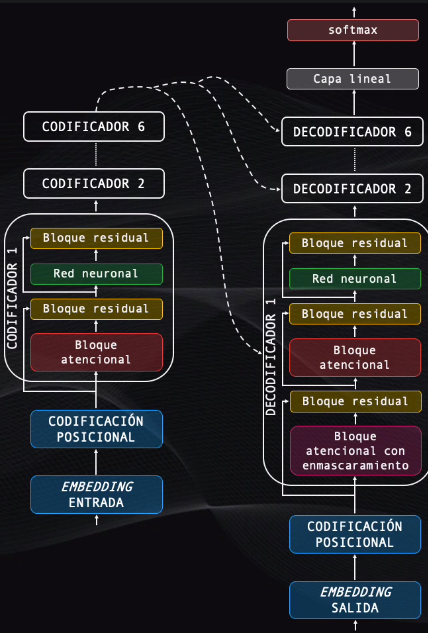 softmax
Capa lineal
CODIFICADOR 6
CODIFICADOR 2
CODIFICADOR 1
Bloque residual
Red neuronal
Bloque residual
Bloque
atencional
CODIFICACIÓN
POSICIONAL
EMBEDDING
ENTRADA
DECODIFICADOR 6
DECODIFICADOR 2
DECODIFICADOR 1
Bloque residual
Red neuronal
Bloque residual
Bloque
atencional
Bloque residual
Bloque
atencional con
enmascaramiento
CODIFICACIÓN
POSICIONAL
EMBEDDING
SALIDA